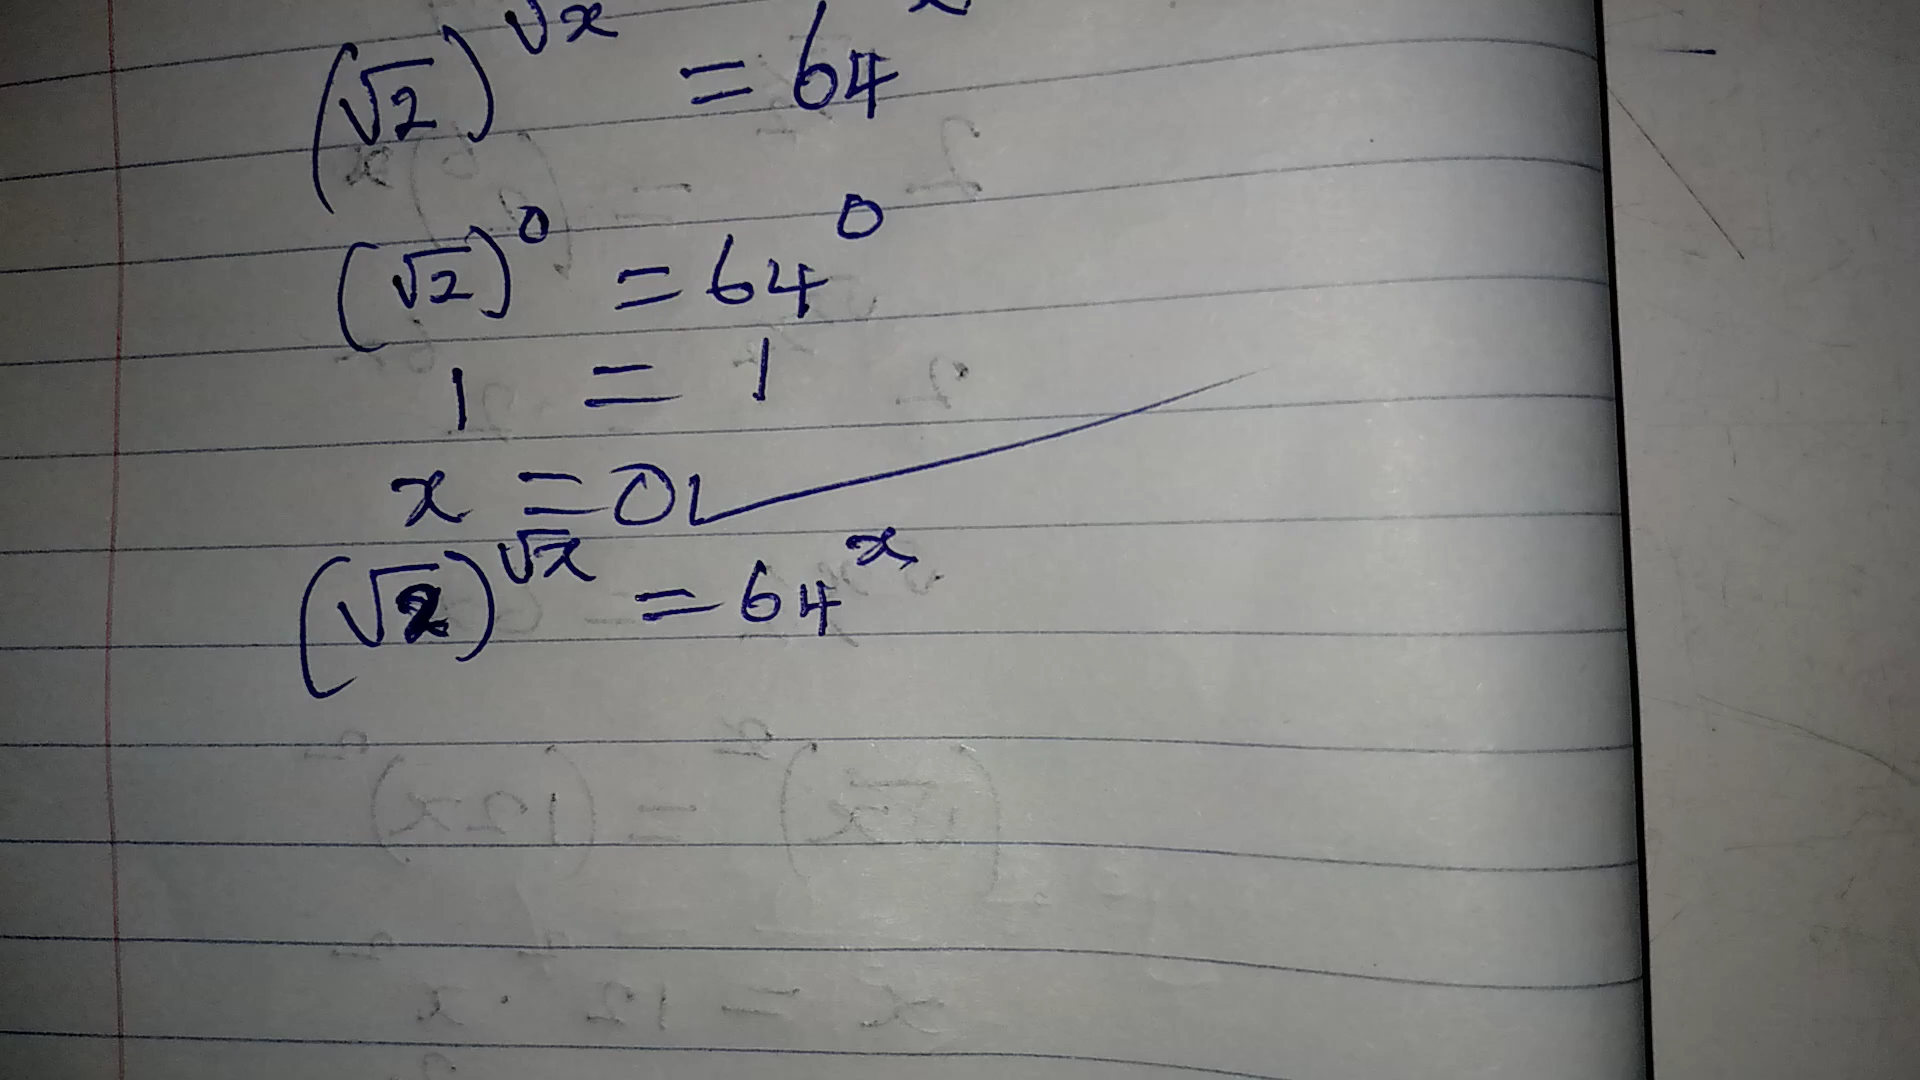 (√2)^√x = 64^x
(√2)^0 = 64^0
1 = 1
x = 0 ✓
(√2)^√x = 64^x